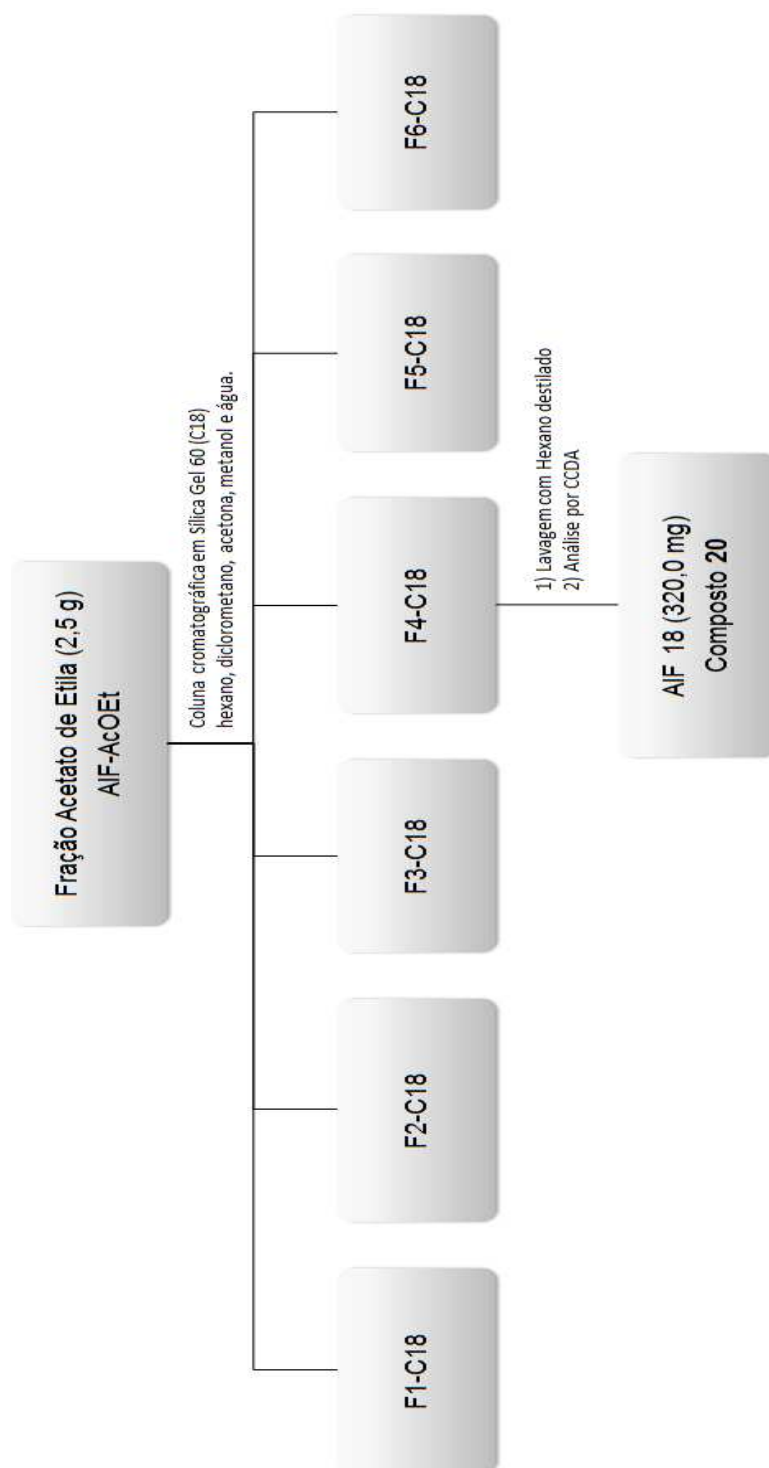 Fração Acetato de Etila (2,5 g)
AIF-AcOEt
Coluna cromatográfica em Sílica Gel 60 (C18)
hexano, diclorometano, acetona, metanol e água.
F1-C18
F2-C18
F3-C18
F4-C18
F5-C18
F6-C18
1) Lavagem com Hexano destilado
2) Análise por CCDA
AIF 18 (320,0 mg)
Composto 20